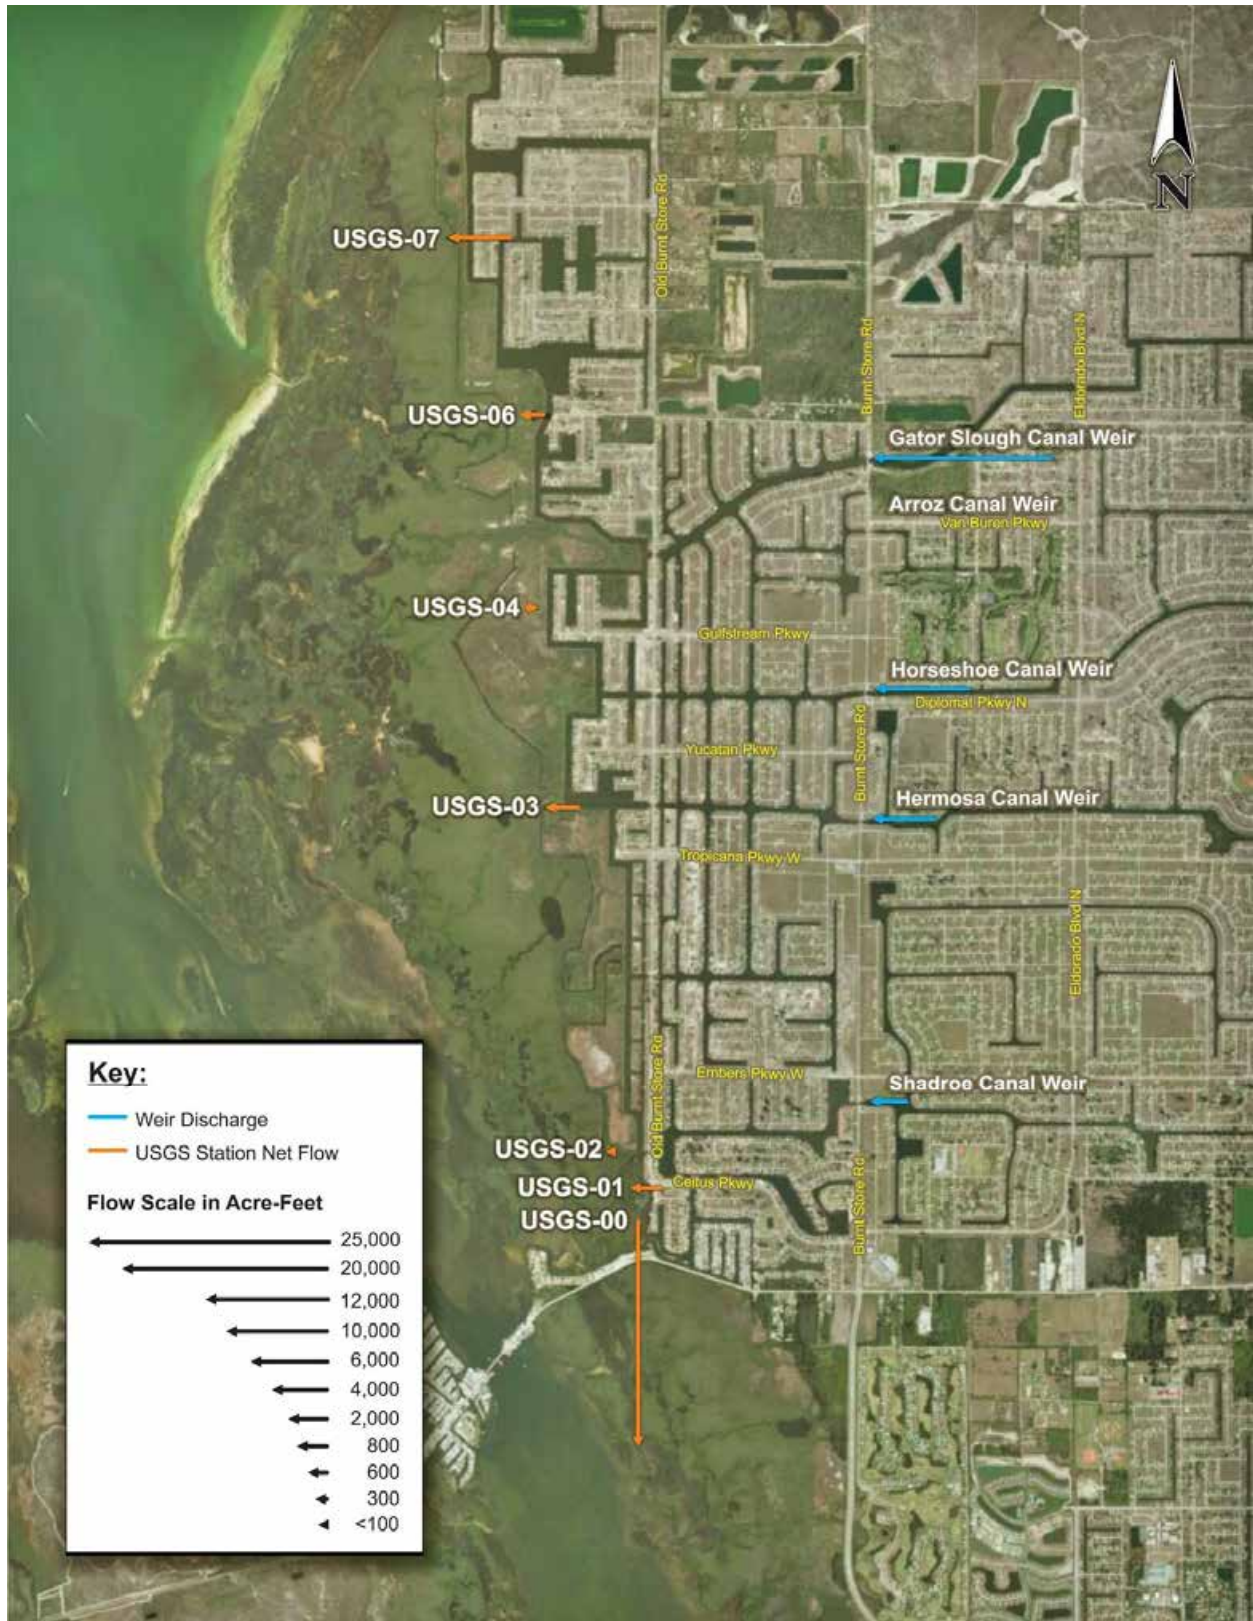 N
Old Burnt Store Rd
USGS-07
Burnt Store Rd
Eldorado Blvd N
USGS-06
Gator Slough Canal Weir
Arroz Canal Weir
Van Buren Pkwy
USGS-04
Gulfstream Pkwy
Horseshoe Canal Weir
Diplomat Pkwy N
Burnt Store Rd
Yucatan Pkwy
USGS-03
Hermosa Canal Weir
Tropicana Pkwy W
Eldorado Blvd N
Old Burnt Store Rd
Embers Pkwy W
Shadroe Canal Weir
USGS-02
USGS-01
Ceitus Pkwy
USGS-00
Burnt Store Rd
Key:
Weir Discharge
USGS Station Net Flow
Flow Scale in Acre-Feet
25,000
20,000
12,000
10,000
6,000
4,000
2,000
800
600
300
<100